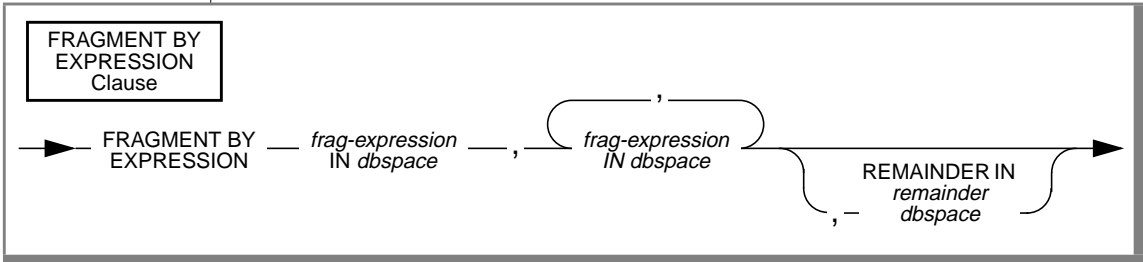 FRAGMENT BY
EXPRESSION
Clause
,
FRAGMENT BY
EXPRESSION
frag-expression
IN dbspace
,
frag-expression
IN dbspace
REMAINDER IN
remainder
dbspace
,